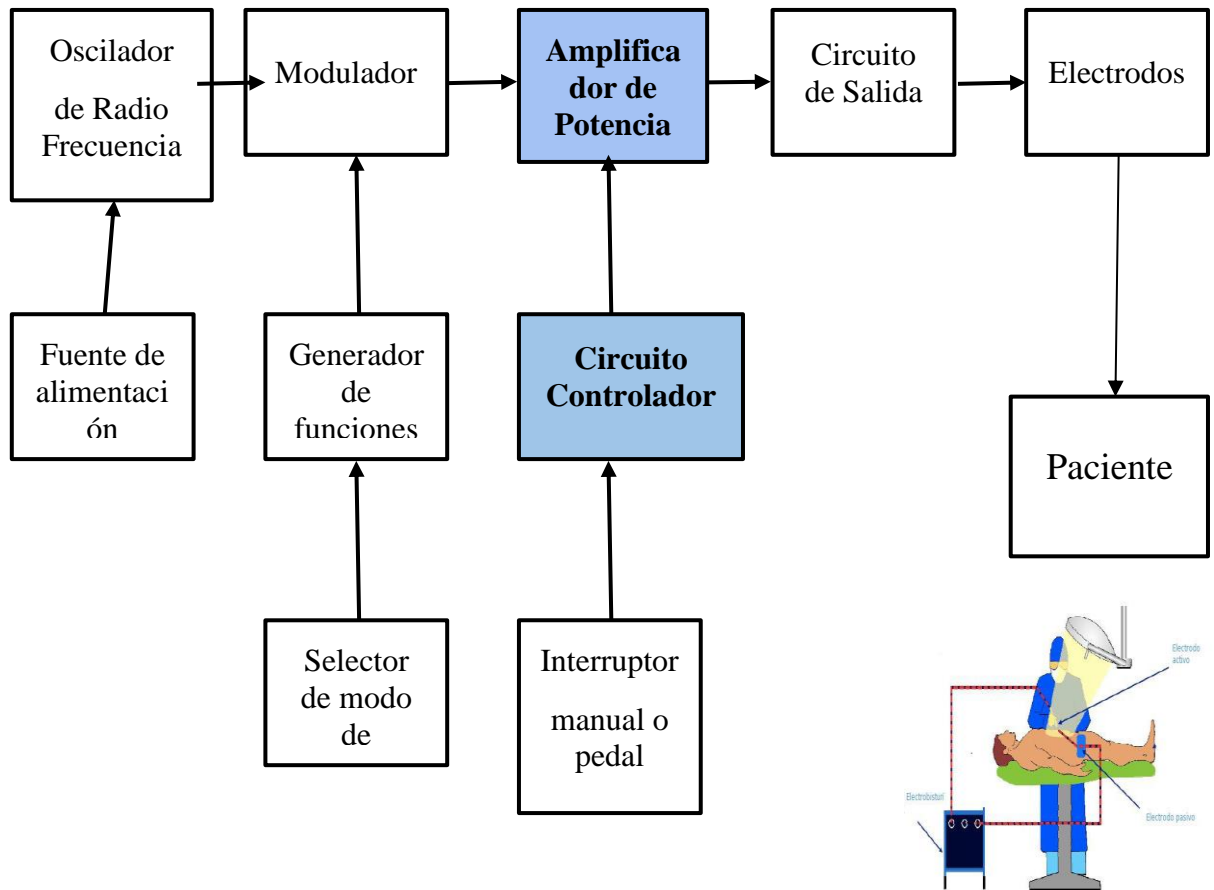 Oscilador
de Radio
Frecuencia
Modulador
Amplifica
dor de
Potencia
Circuito
de Salida
Electrodos
Fuente de
alimentaci
ón
Generador
de
funciones
Circuito
Controlador
Paciente
Selector
de modo
de
Interruptor
manual o
pedal
Electrodo
activo
Electrobisturí
Electrodo pasivo